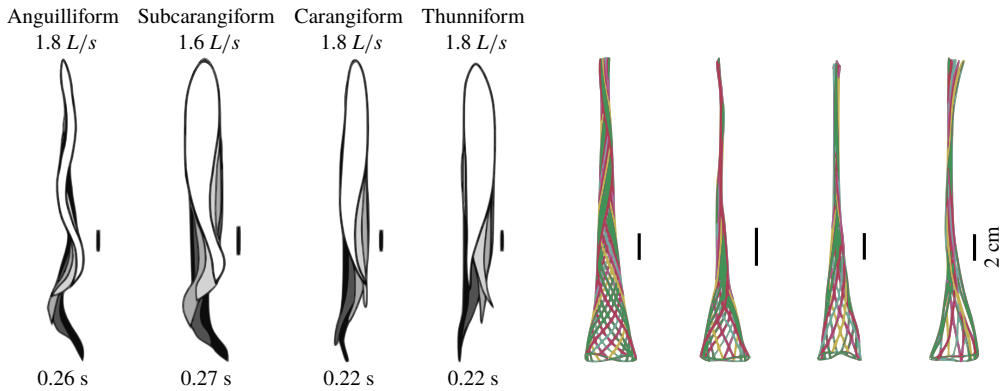 Anguilliform Subcarangiform Carangiform Thunniform
1.8 L/s 1.6 L/s 1.8 L/s 1.8 L/s
2 cm
0.26 s 0.27 s 0.22 s 0.22 s